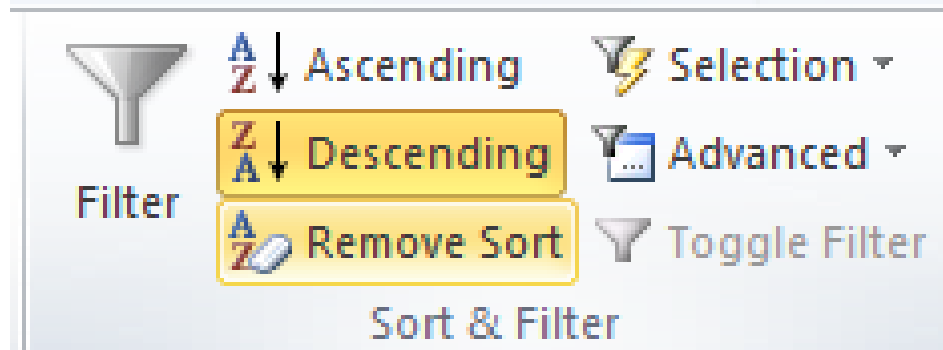 Filter
Ascending
Descending
Remove Sort
Selection
Advanced
Toggle Filter
Sort & Filter